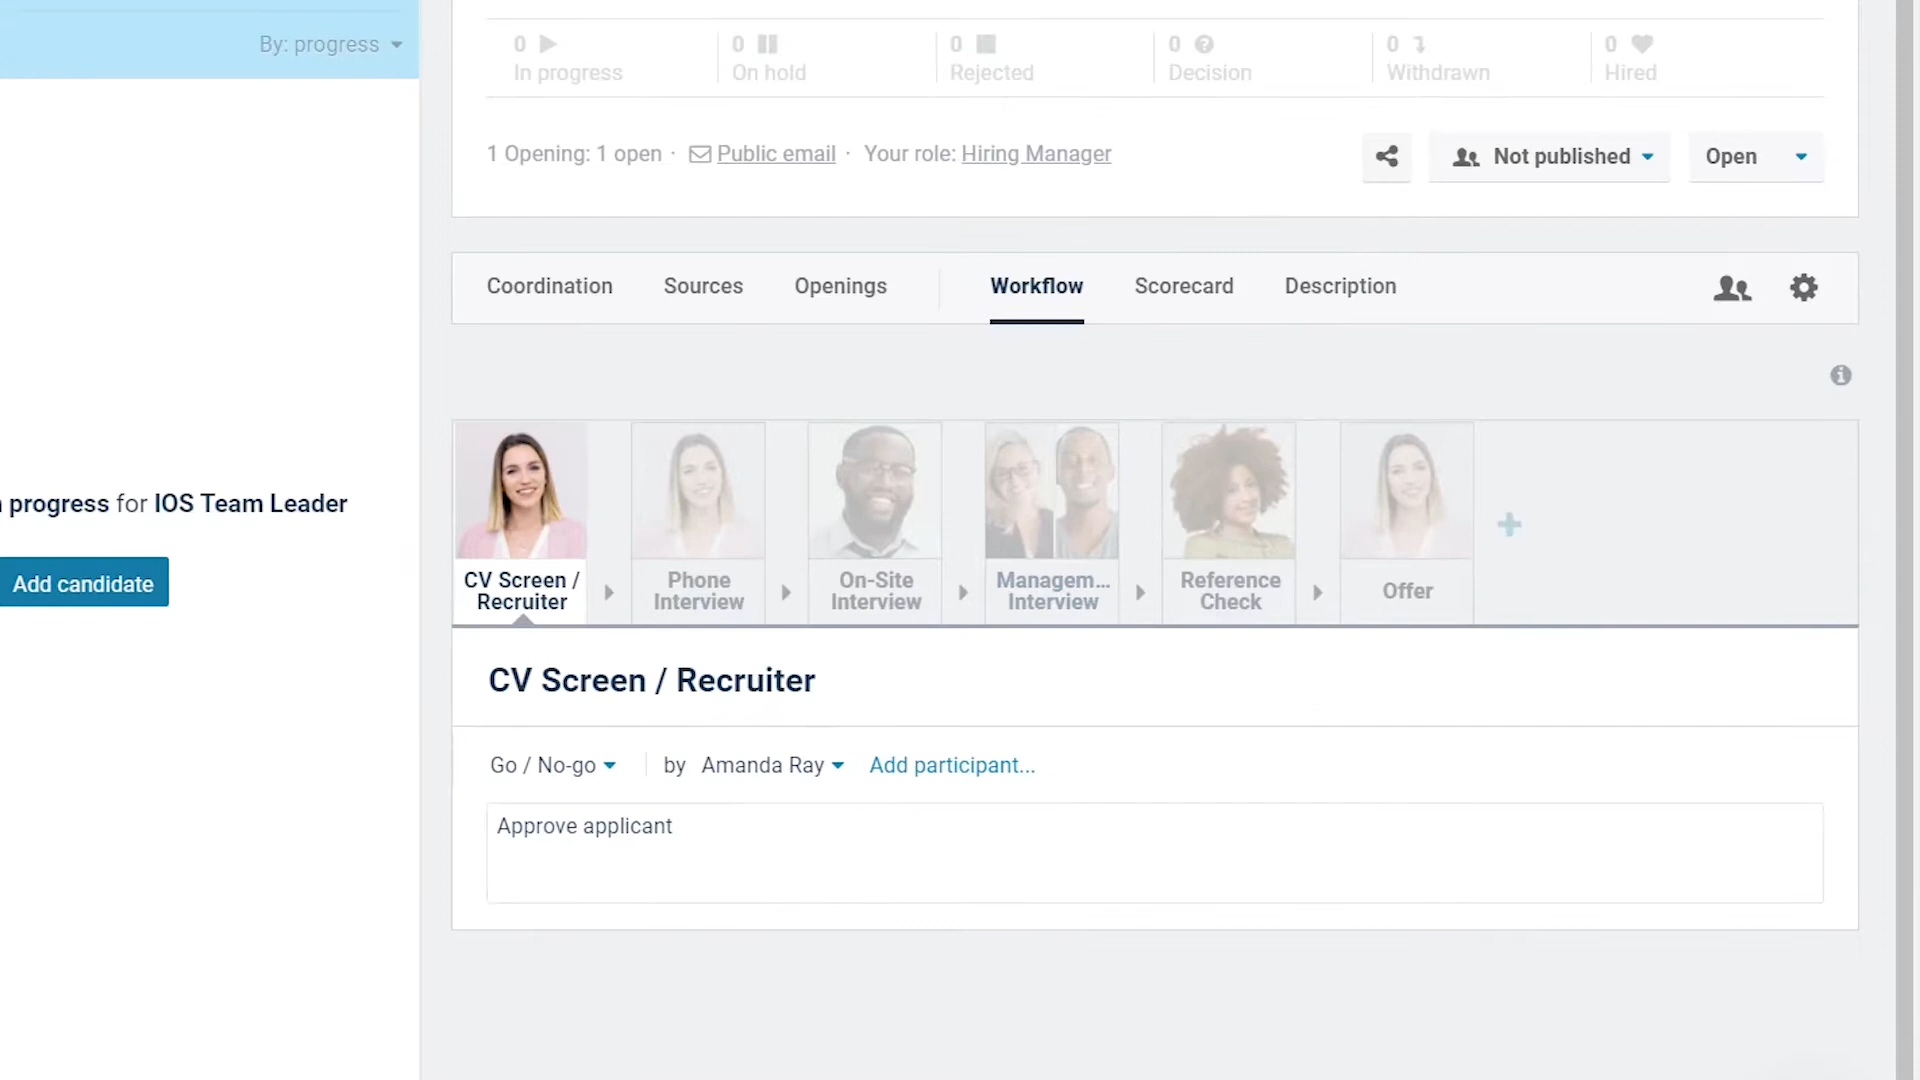 By: progress
0
In progress
0
On hold
0
Rejected
0
Decision
0
Withdrawn
0
Hired
1 Opening: 1 open · Public email · Your role: Hiring Manager
Not published
Open
Coordination Sources Openings Workflow Scorecard Description
progress for IOS Team Leader
Add candidate
CV Screen /
Recruiter
Phone
Interview
On-Site
Interview
Managem...
Interview
Reference
Check
Offer
CV Screen / Recruiter
Go / No-go by Amanda Ray Add participant...
Approve applicant